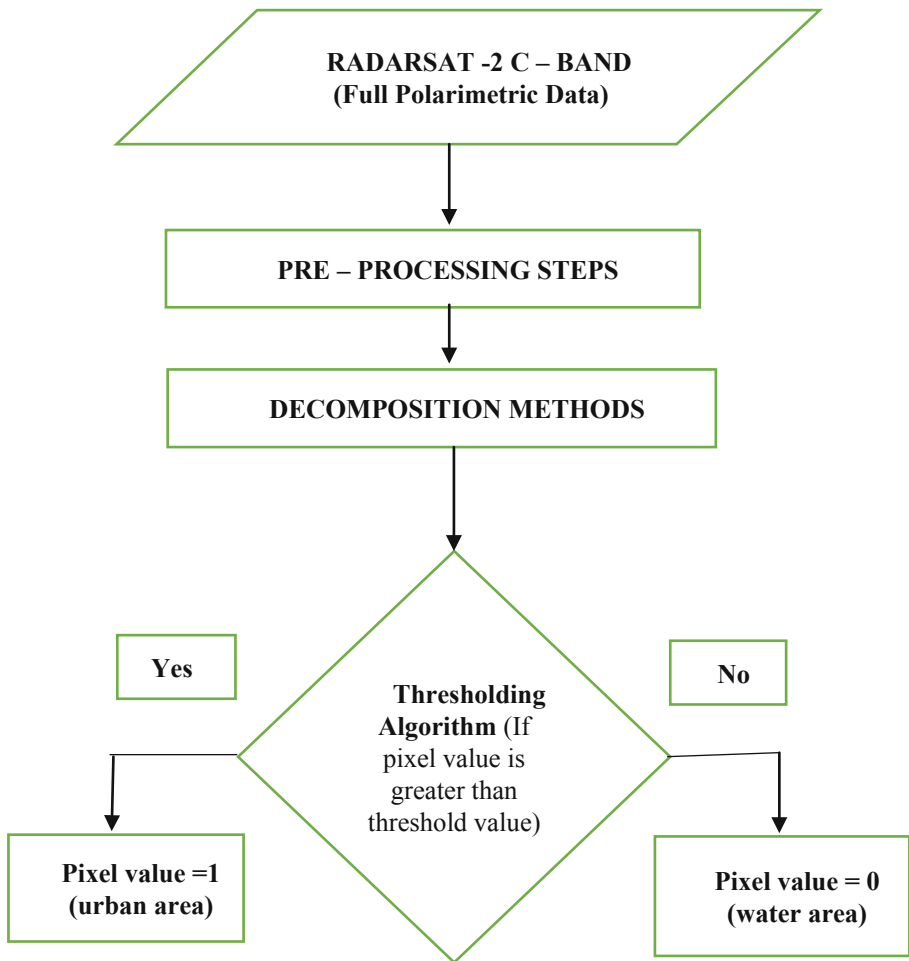 RADARSAT -2 C – BAND
(Full Polarimetric Data)
PRE – PROCESSING STEPS
DECOMPOSITION METHODS
Yes
No
Thresholding
Algorithm (If
pixel value is
greater than
threshold value)
Pixel value =1
(urban area)
Pixel value = 0
(water area)